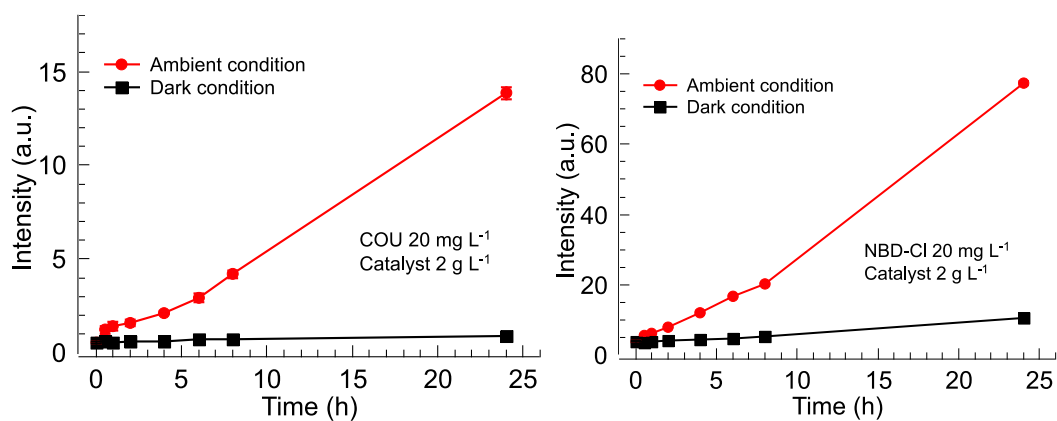 Ambient condition
Dark condition
COU 20 mg L⁻¹
Catalyst 2 g L⁻¹
Intensity (a.u.)
15
10
5
0
0
5
10
15
20
25
Time (h)
Ambient condition
Dark condition
NBD-Cl 20 mg L⁻¹
Catalyst 2 g L⁻¹
Intensity (a.u.)
80
60
40
20
0
0
5
10
15
20
25
Time (h)